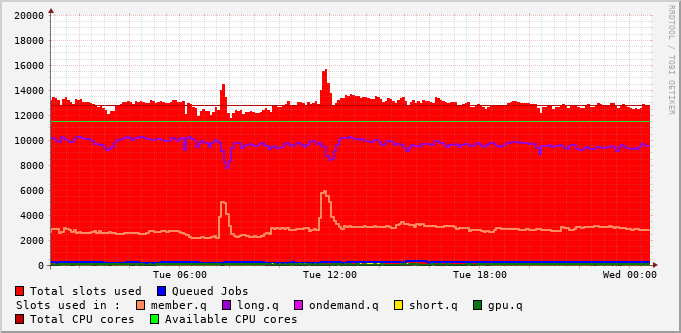 RRDTOOL / TOBI OETIKER
20000
18000
16000
14000
12000
10000
8000
6000
4000
2000
0
Tue 06:00 Tue 12:00 Tue 18:00 Wed 00:00
Total slots used Queued Jobs
Slots used in : member.q long.q ondemand.q short.q gpu.q
Total CPU cores Available CPU cores